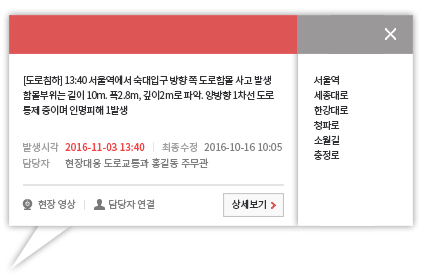 [도로침하] 13:40 서울역에서 숙대입구 방향 쪽 도로함몰 사고 발생
함몰부위는 길이 10m. 폭2.8m, 깊이2m로 파악. 양방향 1차선 도로
통제 중이며 인명피해 1발생
발생시각 2016-11-03 13:40 최종수정 2016-10-16 10:05
담당자 현장대응 도로교통과 홍길동 주무관
현장 영상 담당자 연결 상세보기
서울역
세종대로
한강대로
청파로
소월길
충정로